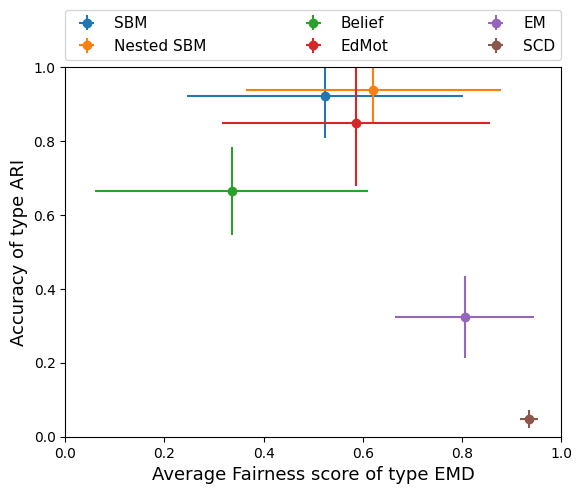 SBM Belief EM
Nested SBM EdMot SCD
1.0
0.8
0.6
0.4
0.2
0.0
Accuracy of type ARI
0.0 0.2 0.4 0.6 0.8 1.0
Average Fairness score of type EMD